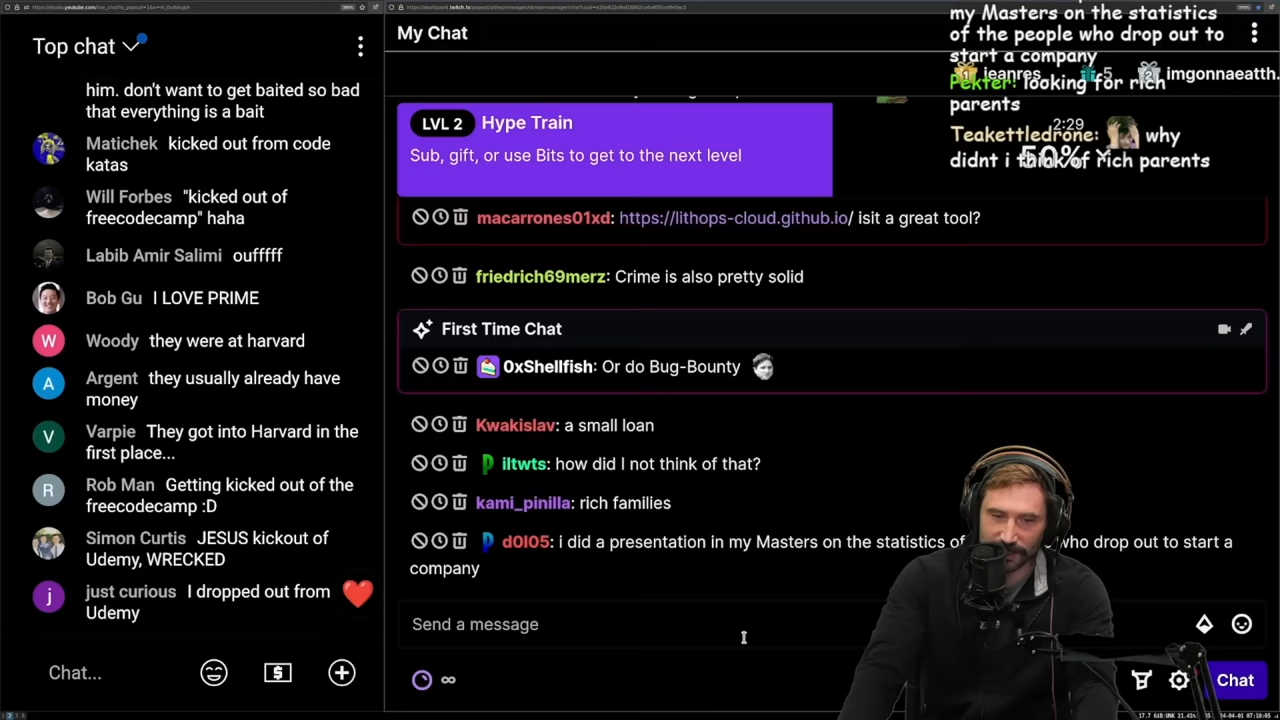 Top chat
him. don't want to get baited so bad
that everything is a bait
Matichek kicked out from code
katas
Will Forbes "kicked out of
freecodecamp" haha
Labib Amir Salimi oufffff
Bob Gu I LOVE PRIME
W
Woody they were at harvard
A
Argent they usually already have
money
V
Varpie They got into Harvard in the
first place...
R
Rob Man Getting kicked out of the
freecodecamp :D
Simon Curtis JESUS kickout of
Udemy, WRECKED
j
just curious I dropped out from
Udemy
Chat...
My Chat
LVL 2 Hype Train
Sub, gift, or use Bits to get to the next level
macarrones01xd: https://lithops-cloud.github.io/ isit a great tool?
friedrich69merz: Crime is also pretty solid
First Time Chat
0xShellfish: Or do Bug-Bounty
Kwakislav: a small loan
iltwts: how did I not think of that?
kami_pinilla: rich families
d0l05: i did a presentation in my Masters on the statistics of who drop out to start a
company
Send a message
∞
Chat
my Masters on the statistics
of the people who drop out to
start a company
1 jeanres 5 2 imgonnaeatth.
Pekter: looking for rich
parents
2:29
50%
Teakettledrone: why
didnt i think of rich parents